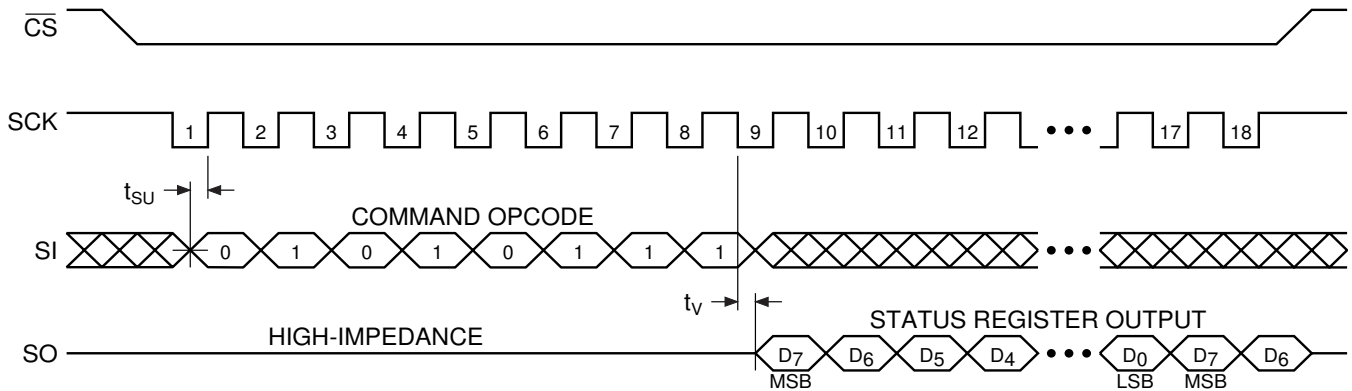 CS
SCK 1 2 3 4 5 6 7 8 9 10 11 12 ••• 17 18
tSU
COMMAND OPCODE
SI 0 1 0 1 0 1 1 1 •••
tV
HIGH-IMPEDANCE STATUS REGISTER OUTPUT
SO D7 D6 D5 D4 ••• D0 D7 D6
MSB LSB MSB